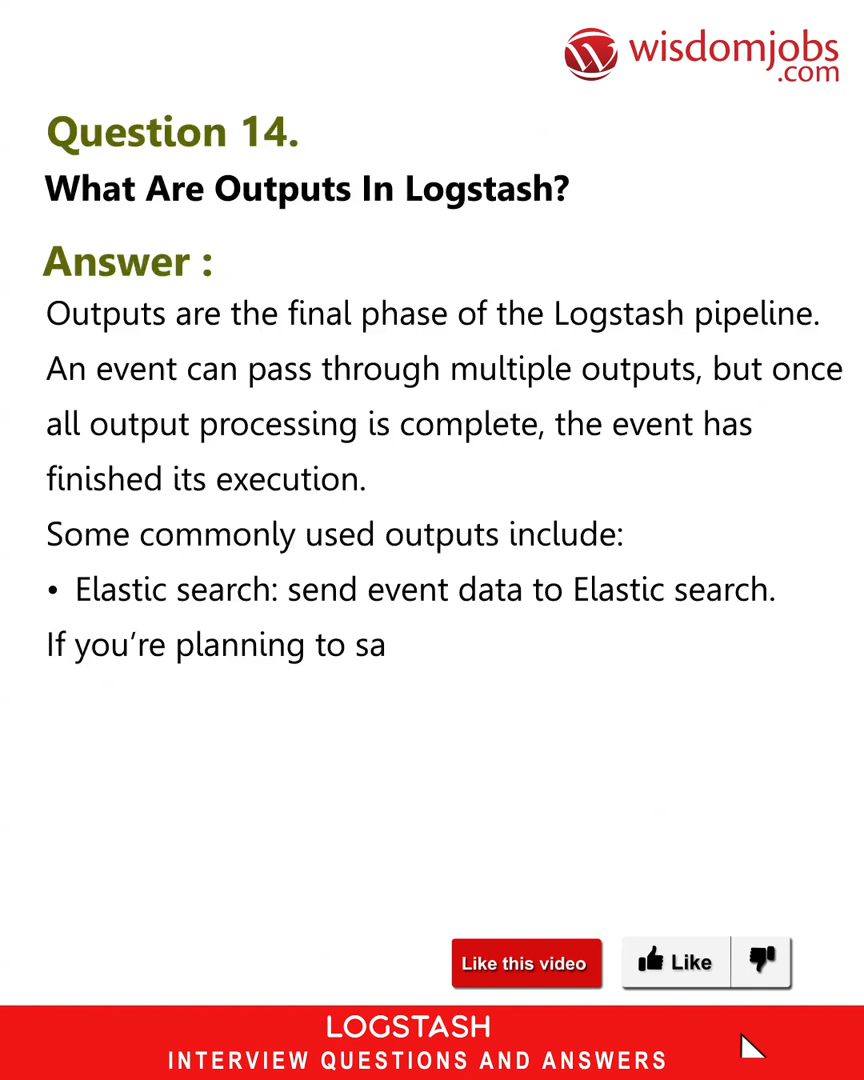 wisdomjobs
.com
Question 14.
What Are Outputs In Logstash?
Answer :
Outputs are the final phase of the Logstash pipeline.
An event can pass through multiple outputs, but once
all output processing is complete, the event has
finished its execution.
Some commonly used outputs include:
• Elastic search: send event data to Elastic search.
If you’re planning to sa
Like this video
Like
LOGSTASH
INTERVIEW QUESTIONS AND ANSWERS